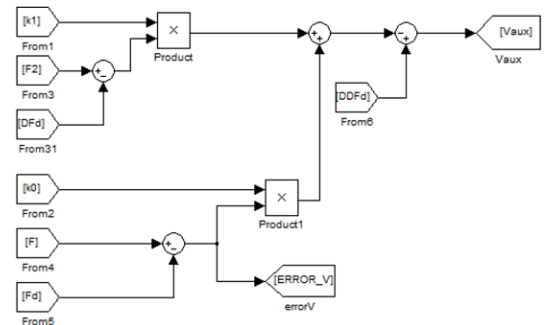 [k1]
From1
×
Product
[F2]
From3
[DFd]
From31
[DDFd]
From6
[Vaux]
Vaux
[k0]
From2
×
Product1
[F]
From4
[Fd]
From5
[ERROR_V]
errorV